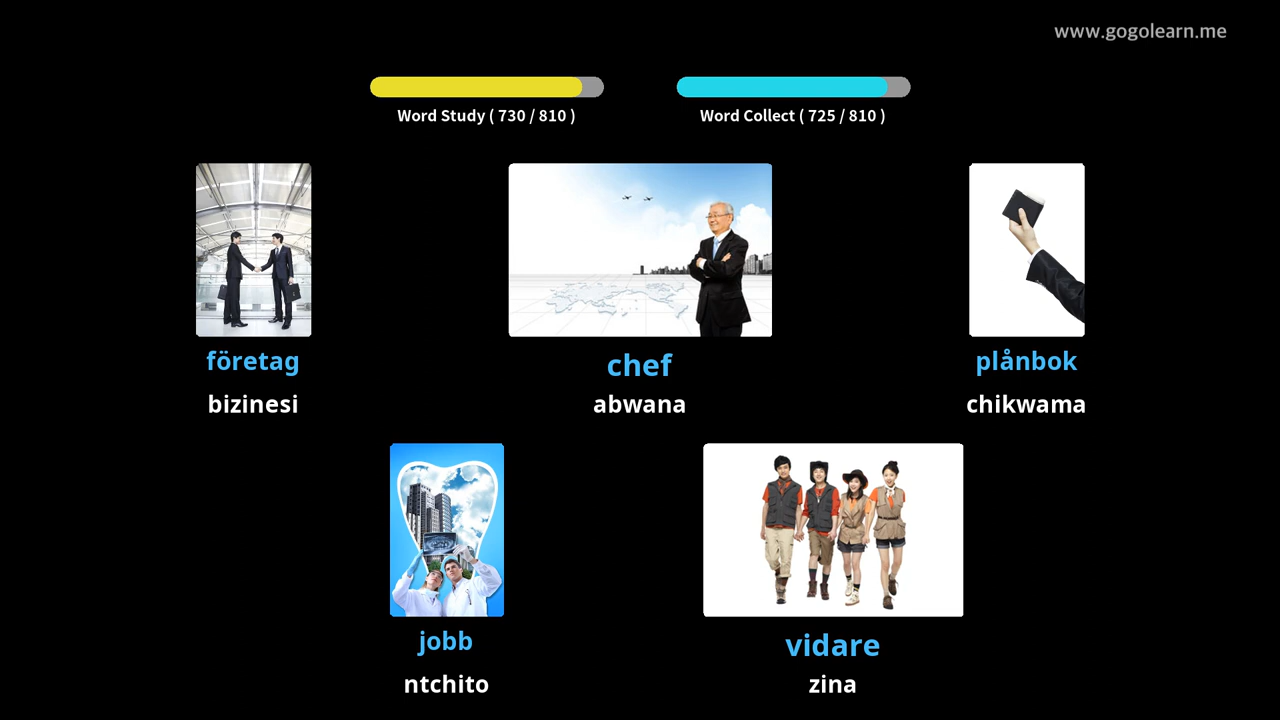 www.gogolearn.me
Word Study ( 730 / 810 )
Word Collect ( 725 / 810 )
företag
bizinesi
chef
abwana
plånbok
chikwama
jobb
ntchito
vidare
zina